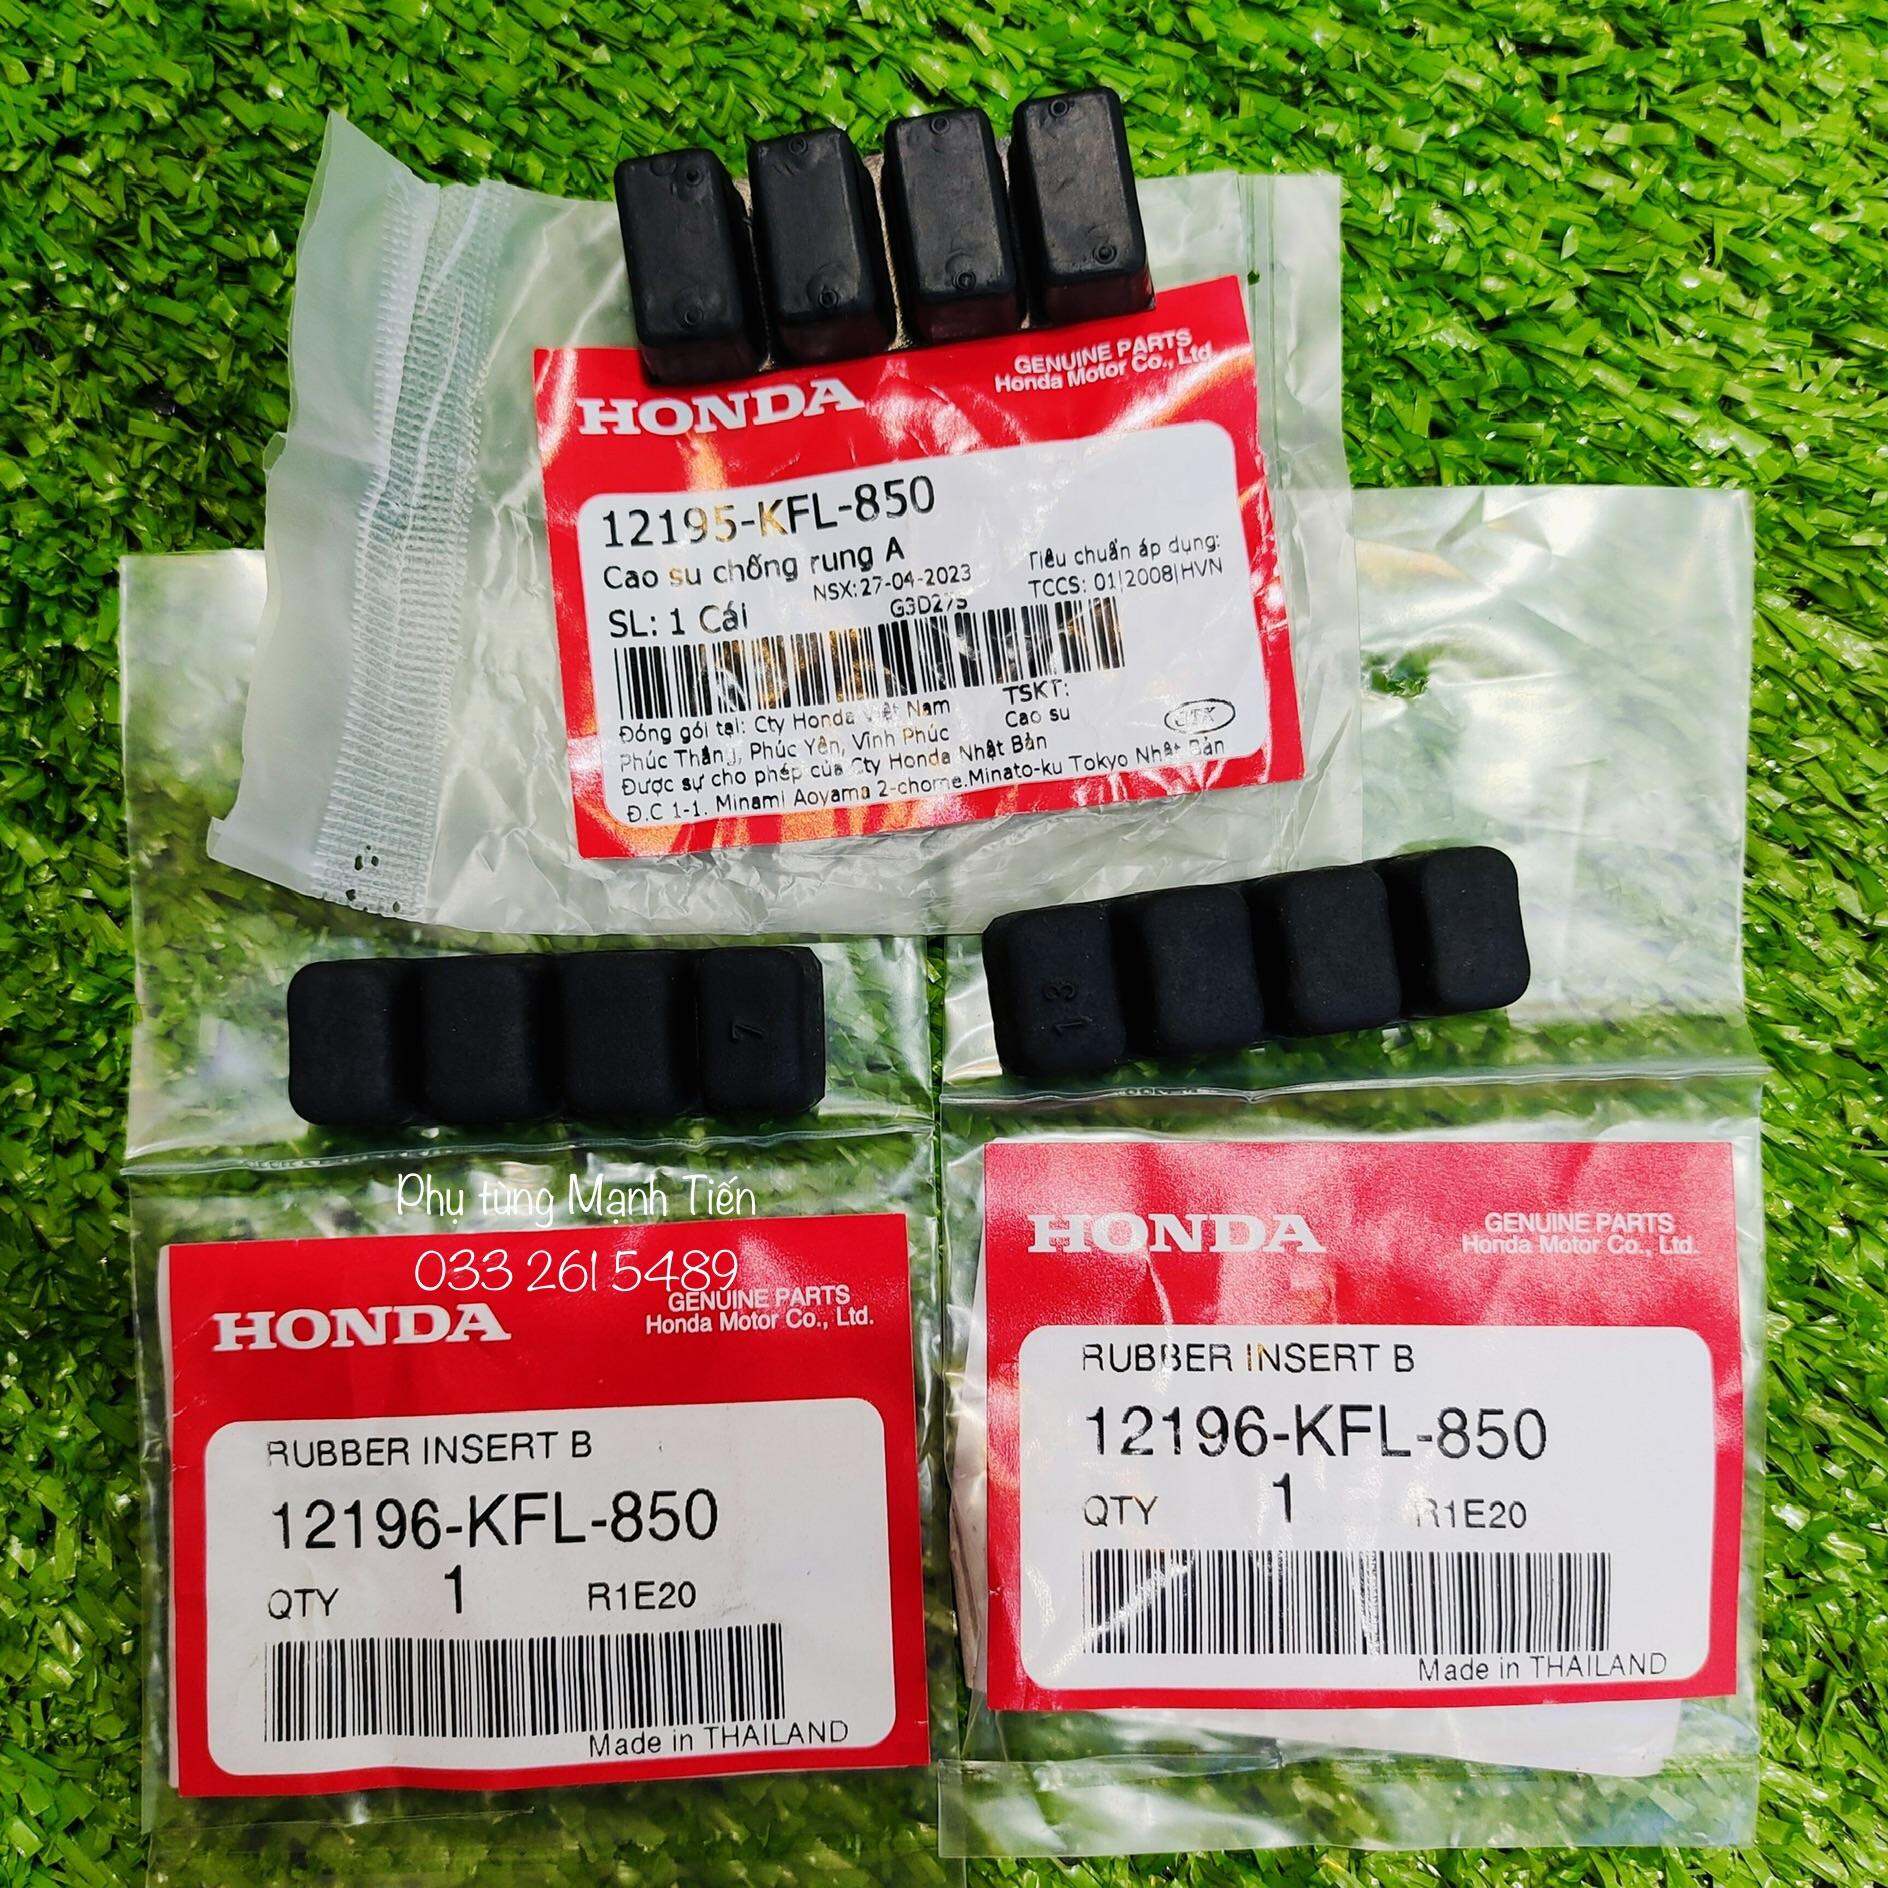 HONDA
GENUINE PARTS
Honda Motor Co., Ltd.
12195-KFL-850
Cao su chống rung A
NSX: 27-04-2023
Tiêu chuẩn áp dụng:
TCCS: 01|2008|HVN
SL: 1 Cái
G3D27S
Đóng gói tại: Cty Honda Việt Nam
TSKT:
Phúc Thắng, Phúc Yên, Vĩnh Phúc
Cao su
Được sự cho phép của Cty Honda Nhật Bản
Đ.C 1-1. Minami Aoyama 2-chome.Minato-ku Tokyo Nhật Bản
7
13
Phụ tùng Mạnh Tiến
033 261 5489
HONDA
GENUINE PARTS
Honda Motor Co., Ltd.
RUBBER INSERT B
12196-KFL-850
QTY 1 R1E20
Made in THAILAND
HONDA
GENUINE PARTS
Honda Motor Co., Ltd.
RUBBER INSERT B
12196-KFL-850
QTY 1 R1E20
Made in THAILAND